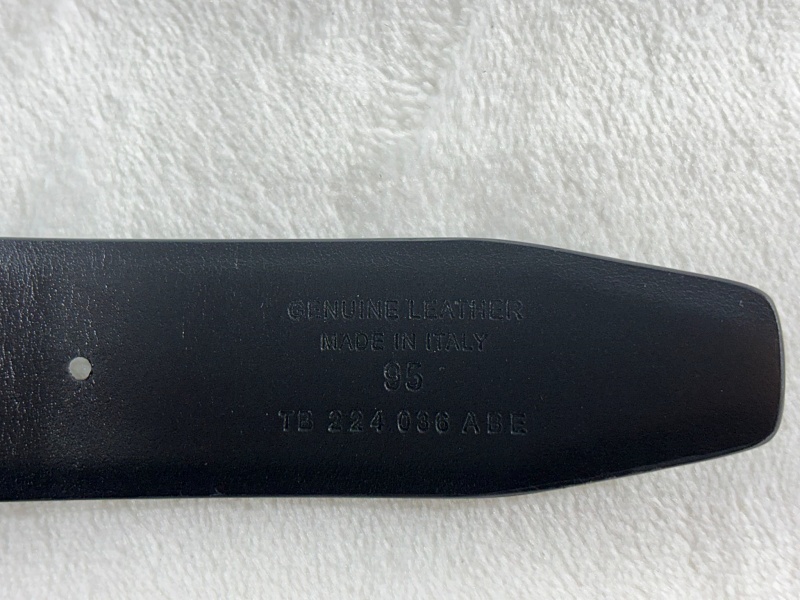 GENUINE LEATHER
MADE IN ITALY
95
TB 224 036 ABE